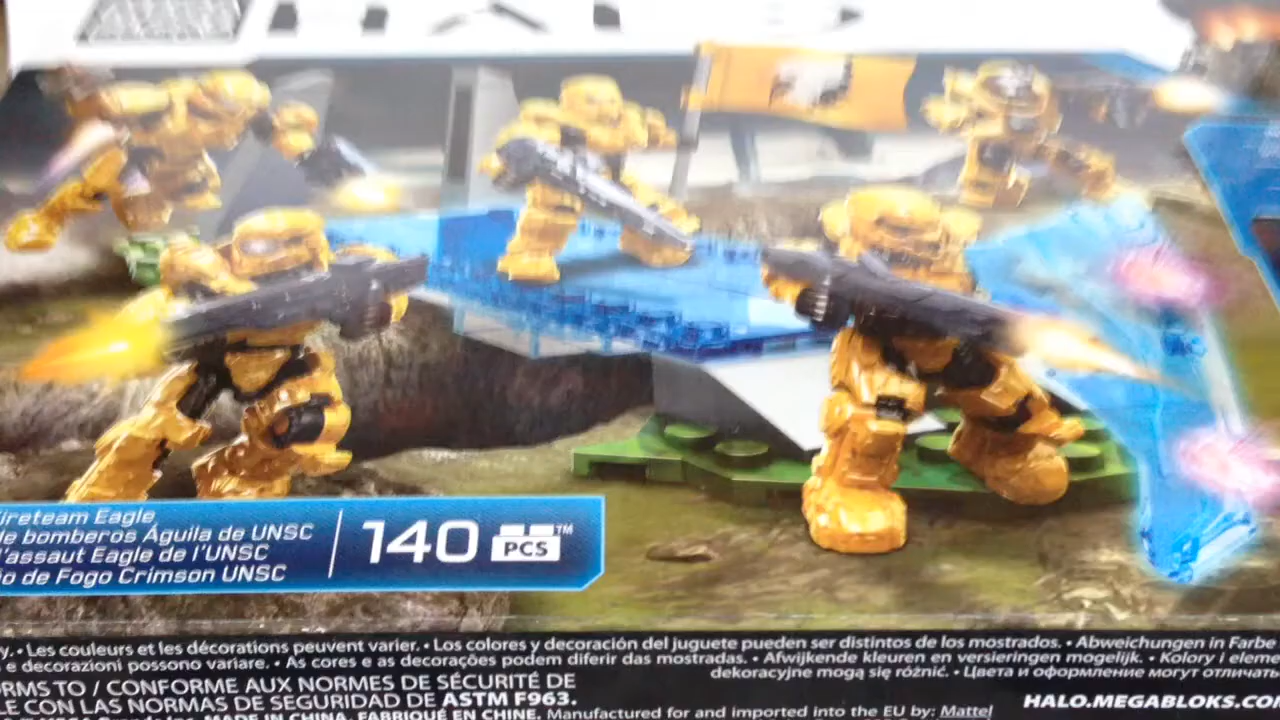 ireteam Eagle
de bomberos Águila de UNSC
d'assaut Eagle de l'UNSC
de Fogo Crimson UNSC
140 PCS™
y. • Les couleurs et les décorations peuvent varier. • Los colores y decoración del juguete pueden ser distintos de los mostrados. • Abweichungen in Farbe
e decorazioni possono variare. • As cores e as decorações podem diferir das mostradas. • Afwijkende kleuren en versieringen mogelijk. • Kolory i eleme
dekoracyjne mogą się różnić. • Цвета и оформление могут отличать
ORMS TO / CONFORME AUX NORMES DE SÉCURITÉ DE
LE CON LAS NORMAS DE SEGURIDAD DE ASTM F963.
MADE IN CHINA. FABRIQUÉ EN CHINE. Manufactured for and imported into the EU by: Mattel
HALO.MEGABLOKS.CO